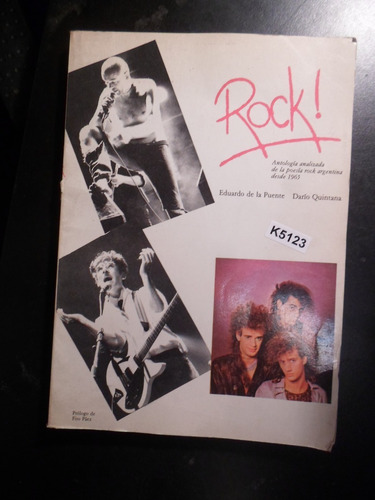 Rock!
Antología analizada
de la poesía rock argentina
desde 1965
Eduardo de la Puente Darío Quintana
K5123
Prólogo de
Fito Páez